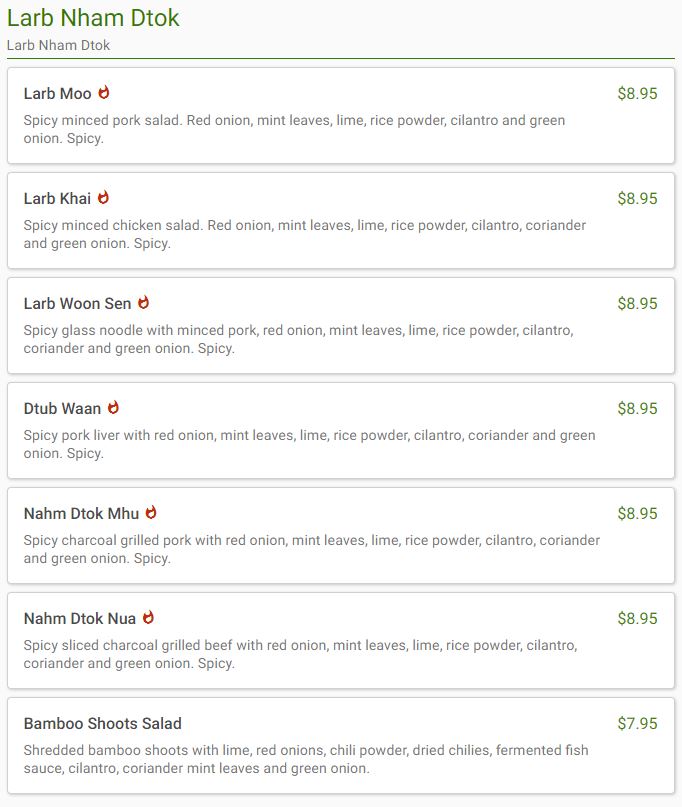 Larb Nham Dtok
Larb Nham Dtok
Larb Moo $8.95
Spicy minced pork salad. Red onion, mint leaves, lime, rice powder, cilantro and green
onion. Spicy.
Larb Khai $8.95
Spicy minced chicken salad. Red onion, mint leaves, lime, rice powder, cilantro, coriander
and green onion. Spicy.
Larb Woon Sen $8.95
Spicy glass noodle with minced pork, red onion, mint leaves, lime, rice powder, cilantro,
coriander and green onion. Spicy.
Dtub Waan $8.95
Spicy pork liver with red onion, mint leaves, lime, rice powder, cilantro, coriander and green
onion. Spicy.
Nahm Dtok Mhu $8.95
Spicy charcoal grilled pork with red onion, mint leaves, lime, rice powder, cilantro, coriander
and green onion. Spicy.
Nahm Dtok Nua $8.95
Spicy sliced charcoal grilled beef with red onion, mint leaves, lime, rice powder, cilantro,
coriander and green onion. Spicy.
Bamboo Shoots Salad $7.95
Shredded bamboo shoots with lime, red onions, chili powder, dried chilies, fermented fish
sauce, cilantro, coriander mint leaves and green onion.